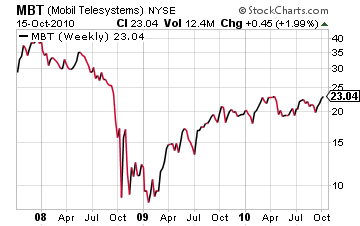 MBT (Mobil Telesystems) NYSE © StockCharts.com
15-Oct-2010 Cl 23.04 Vol 12.4M Chg +0.45 (+1.99%)
MBT (Weekly) 23.04
40
35
30
25
23.04
20
15
10
08 Apr Jul Oct 09 Apr Jul Oct 10 Apr Jul Oct